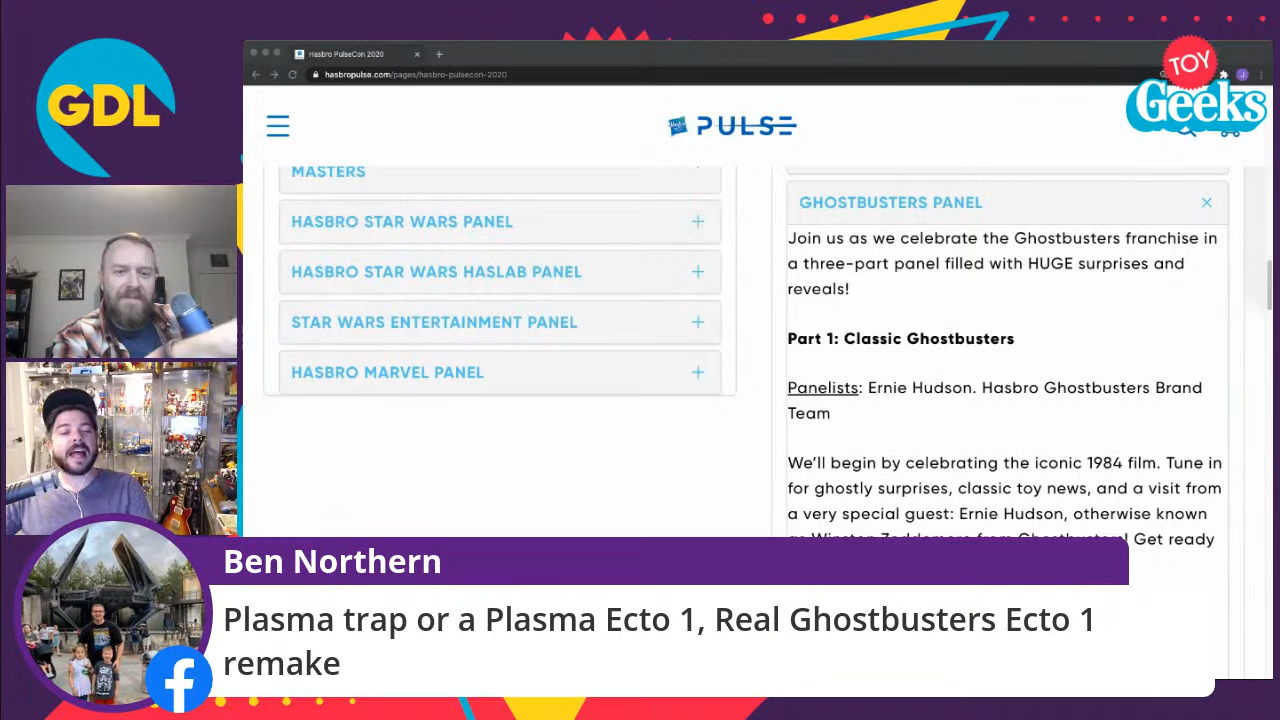 GDL
Hasbro PulseCon 2020
hasbropulse.com/pages/hasbro-pulsecon-2020
TOY
Geeks
PULSE
MASTERS
HASBRO STAR WARS PANEL
HASBRO STAR WARS HASLAB PANEL
STAR WARS ENTERTAINMENT PANEL
HASBRO MARVEL PANEL
GHOSTBUSTERS PANEL
Join us as we celebrate the Ghostbusters franchise in
a three-part panel filled with HUGE surprises and
reveals!
Part 1: Classic Ghostbusters
Panelists: Ernie Hudson. Hasbro Ghostbusters Brand
Team
We'll begin by celebrating the iconic 1984 film. Tune in
for ghostly surprises, classic toy news, and a visit from
a very special guest: Ernie Hudson, otherwise known
as Winston Zeddemore from Ghostbusters! Get ready
Ben Northern
Plasma trap or a Plasma Ecto 1, Real Ghostbusters Ecto 1
remake